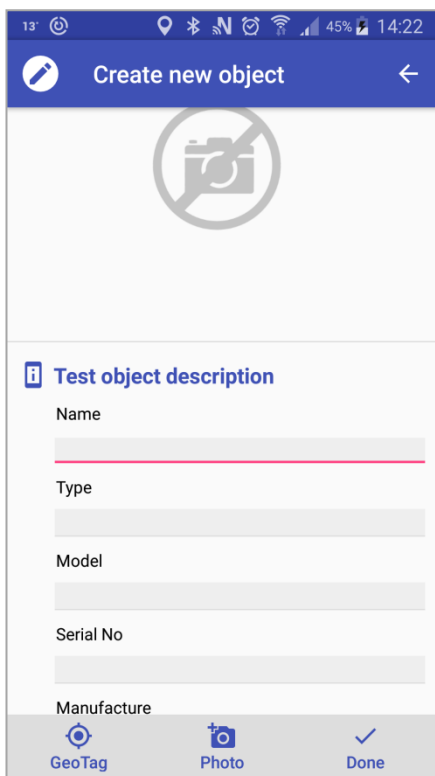 13° 45% 14:22
Create new object
Test object description
Name
Type
Model
Serial No
Manufacture
GeoTag Photo Done